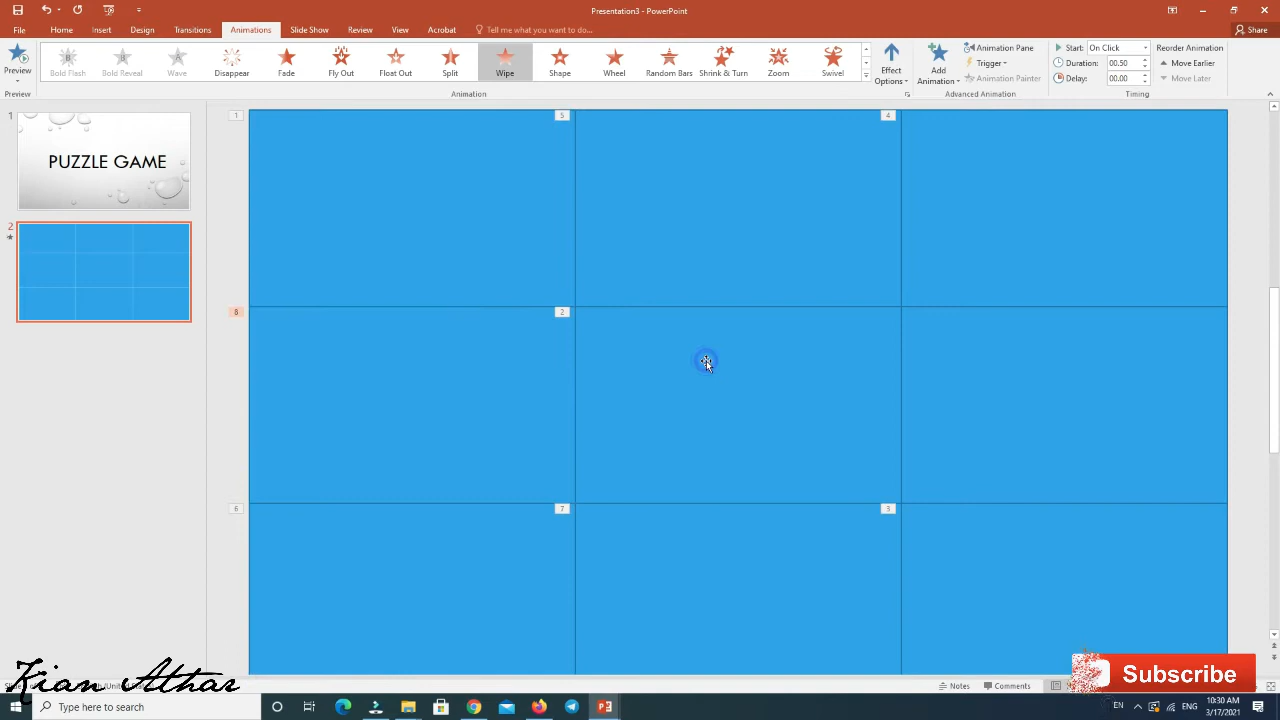 Presentation3 - PowerPoint
File Home Insert Design Transitions Animations Slide Show Review View Acrobat Tell me what you want to do... Share
Preview
Bold Flash Bold Reveal Wave Disappear Fade Fly Out Float Out Split Wipe Shape Wheel Random Bars Shrink & Turn Zoom Swivel
Effect Options
Add Animation
Animation Pane
Trigger
Animation Painter
Start: On Click
Duration: 00.50
Delay: 00.00
Reorder Animation
Move Earlier
Move Later
Preview Animation Advanced Animation Timing
1
PUZZLE GAME
2
1 5 4
8 2
6 7 3
Kian Athar
Subscribe
Notes Comments
Type here to search
EN ENG
10:30 AM
3/17/2021